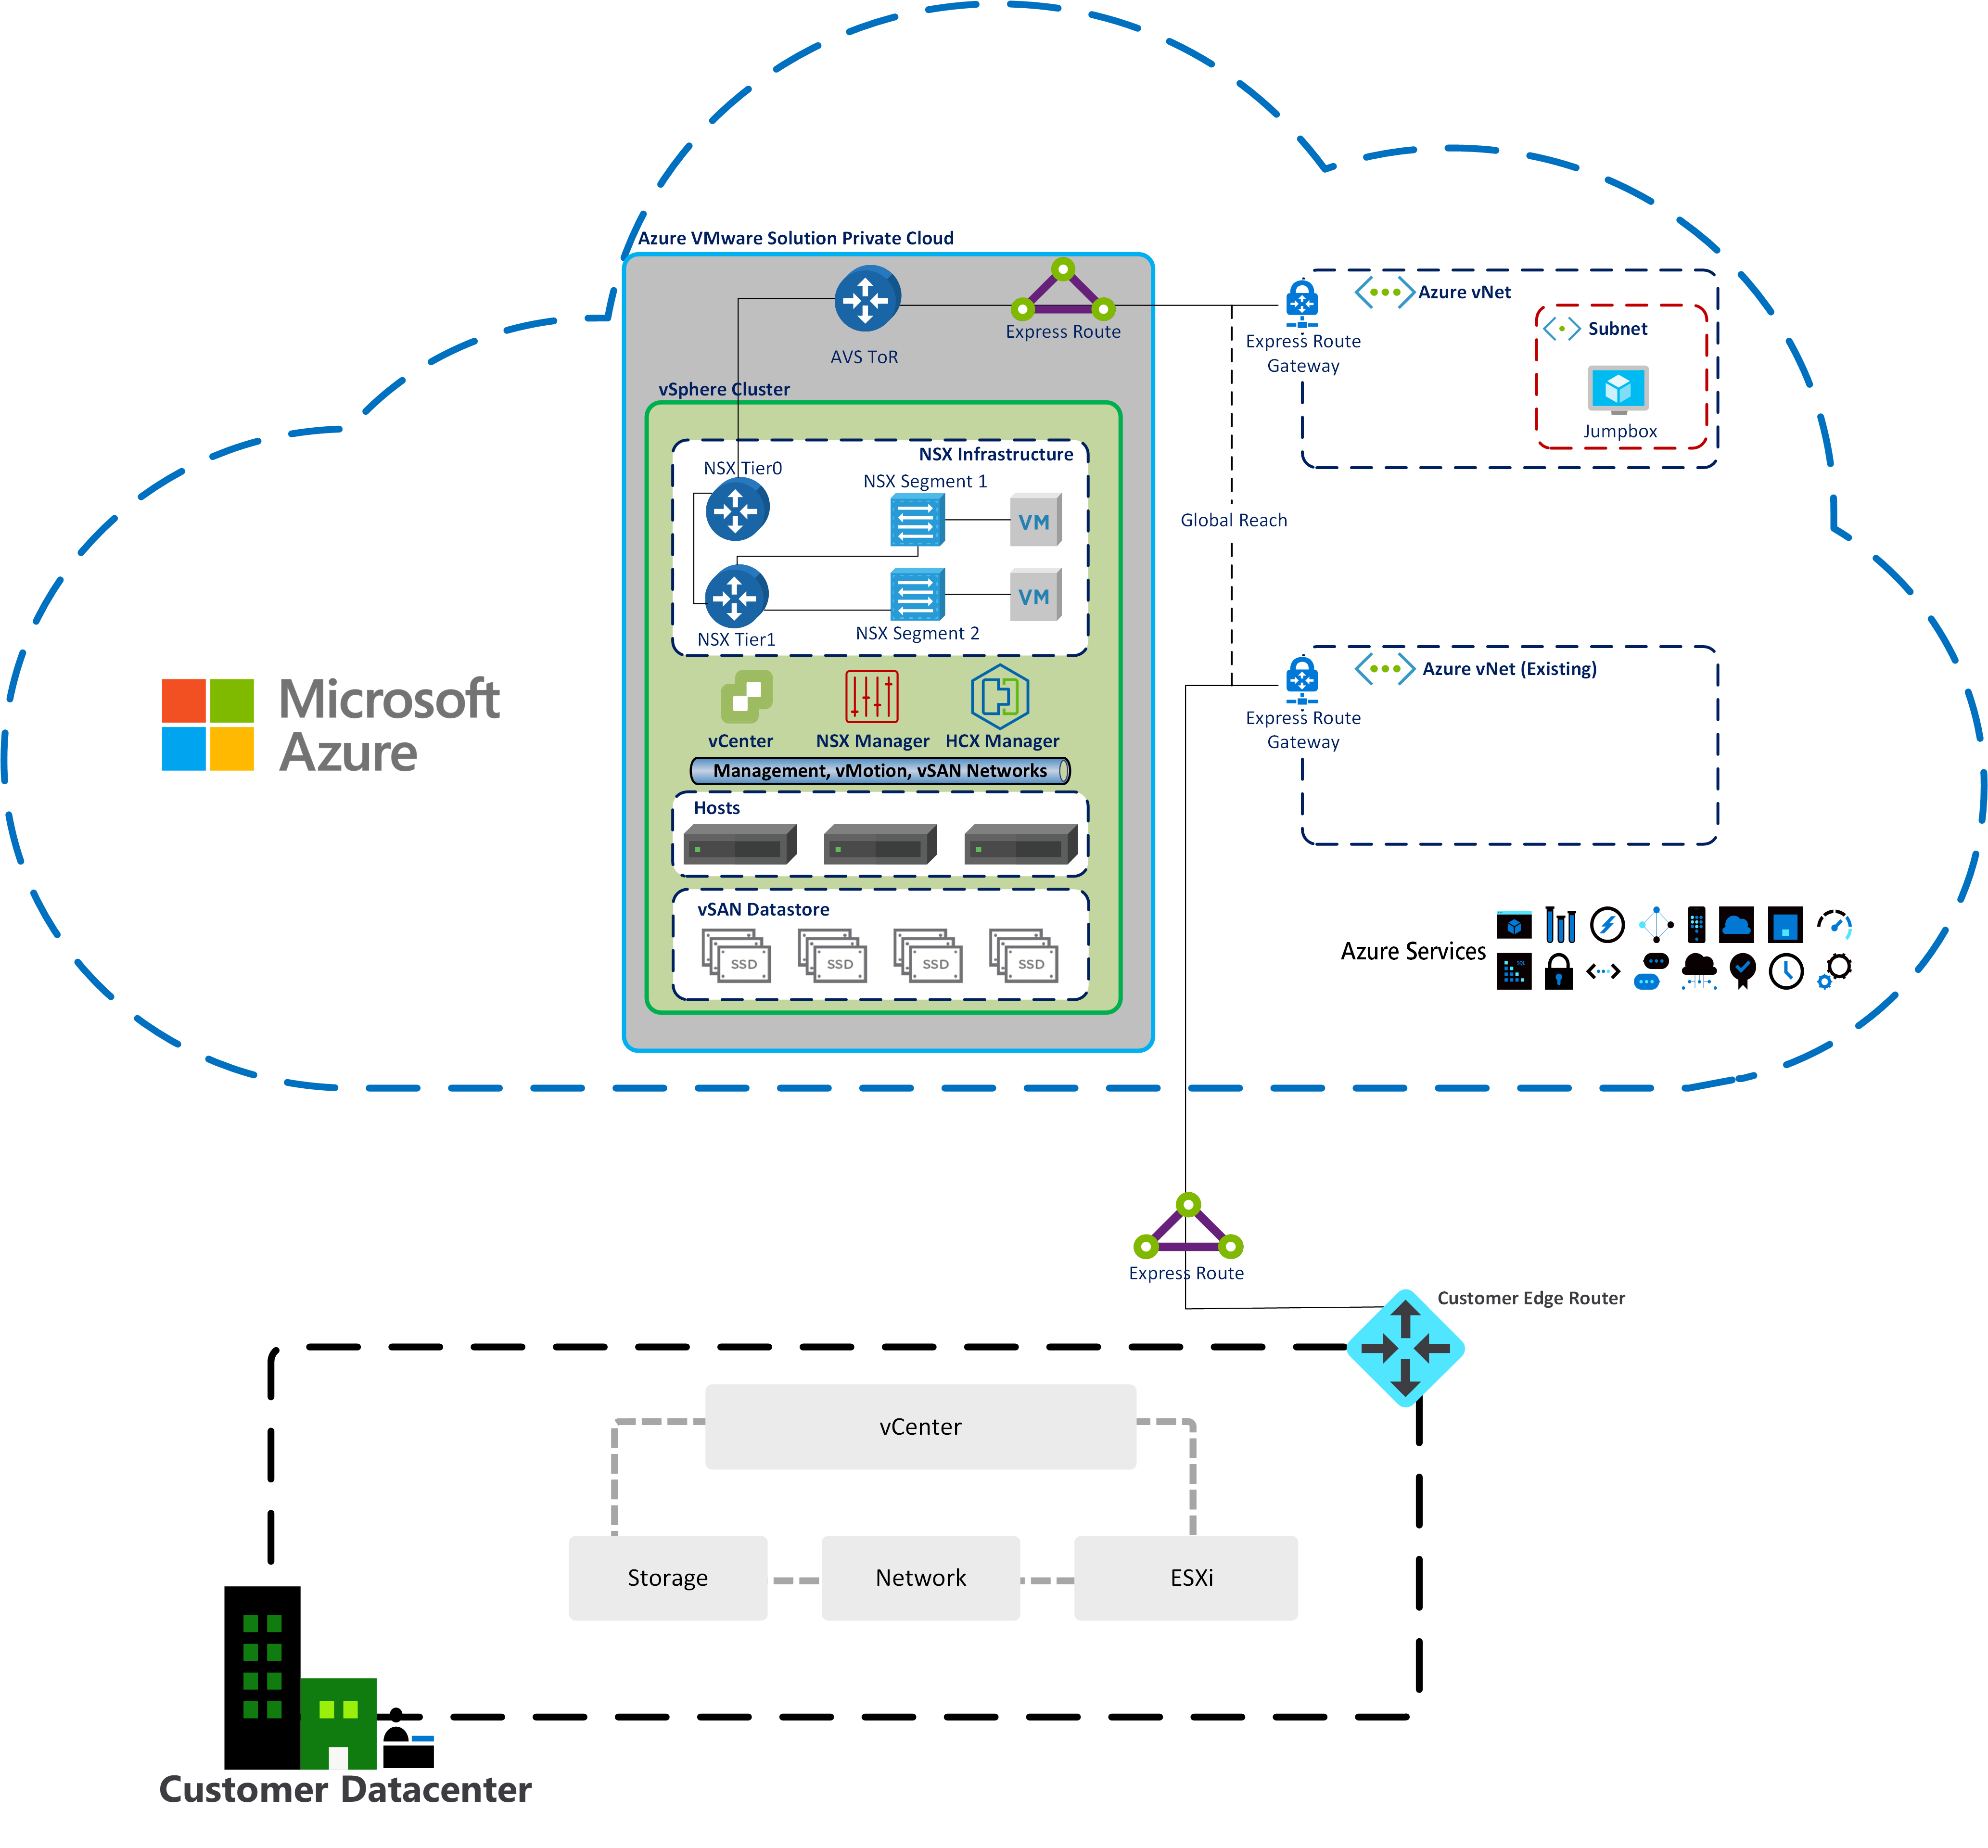 Azure VMware Solution Private Cloud
AVS ToR
Express Route
Express Route
Gateway
Azure vNet
Subnet
Jumpbox
vSphere Cluster
NSX Infrastructure
NSX Tier0
NSX Segment 1
VM
Global Reach
NSX Tier1
NSX Segment 2
VM
Microsoft
Azure
vCenter
NSX Manager
HCX Manager
Management, vMotion, vSAN Networks
Express Route
Gateway
Azure vNet (Existing)
Hosts
vSAN Datastore
SSD
SSD
SSD
SSD
Azure Services
SQL
Express Route
Customer Edge Router
vCenter
Storage
Network
ESXi
Customer Datacenter